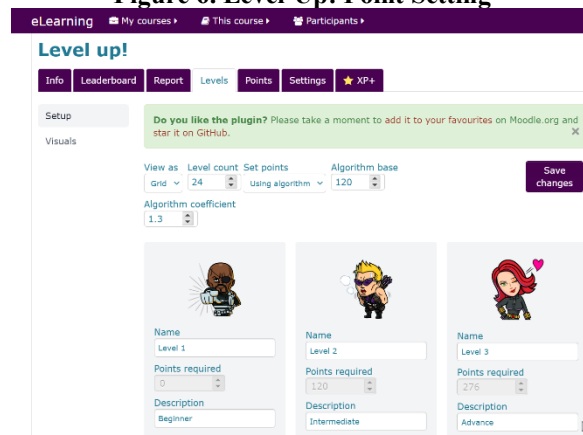 Figure 6. Level Up! Point Setting
eLearning My courses This course Participants
Level up!
Info Leaderboard Report Levels Points Settings XP+
Setup
Visuals
Do you like the plugin? Please take a moment to add it to your favourites on Moodle.org and
star it on GitHub. ×
View as Level count Set points Algorithm base
Grid 24 Using algorithm 120
Save
changes
Algorithm coefficient
1.3
Name
Level 1
Points required
0
Description
Beginner
Name
Level 2
Points required
120
Description
Intermediate
Name
Level 3
Points required
276
Description
Advance